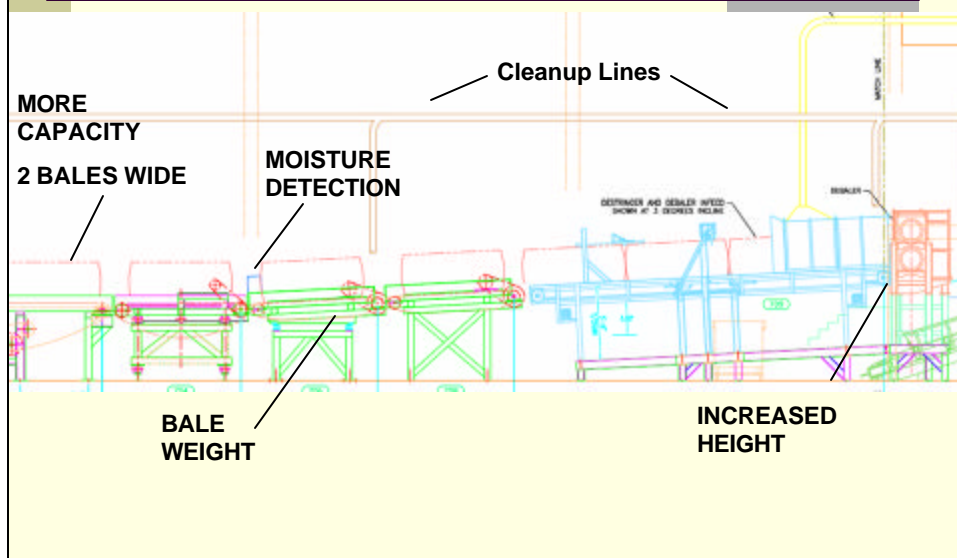 Cleanup Lines
MORE
CAPACITY
2 BALES WIDE
MOISTURE
DETECTION
MATCH LINE
DEBALER
DESTRINGER AND DEBALER INFEED
SHOWN AT 3 DEGREES INCLINE
BALE
WEIGHT
INCREASED
HEIGHT